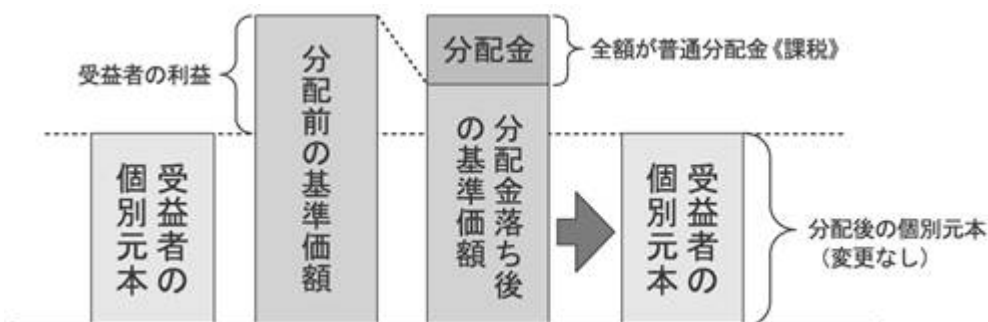 受益者の利益
受益者の
個別元本
分配前の基準価額
分配金
全額が普通分配金《課税》
分配金落ち後
の基準価額
受益者の
個別元本
分配後の個別元本
（変更なし）